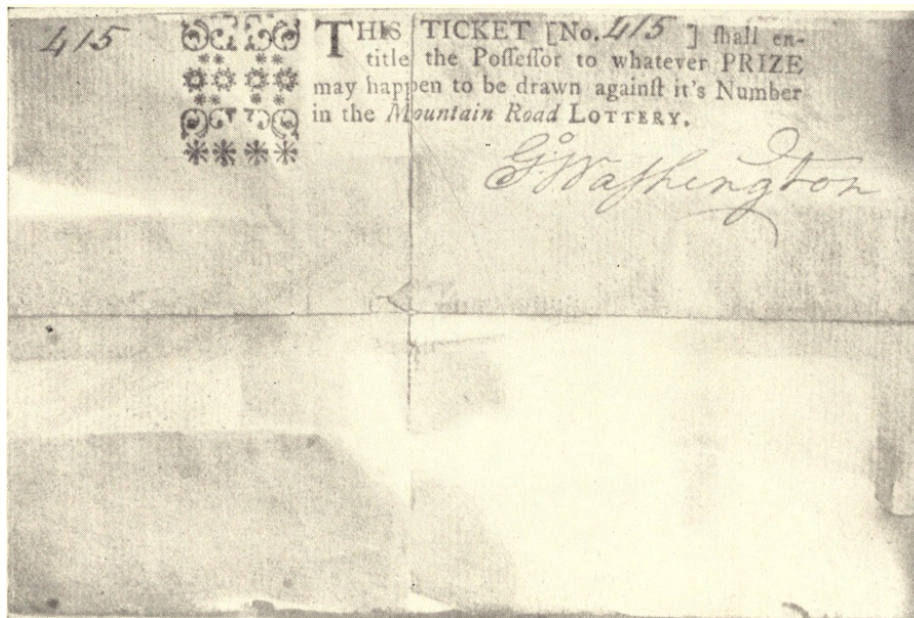 415
THIS TICKET [No. 415 ] ſhall en-
title the Poſſeſſor to whatever PRIZE
may happen to be drawn againſt it's Number
in the Mountain Road LOTTERY.
Go. Waſhington